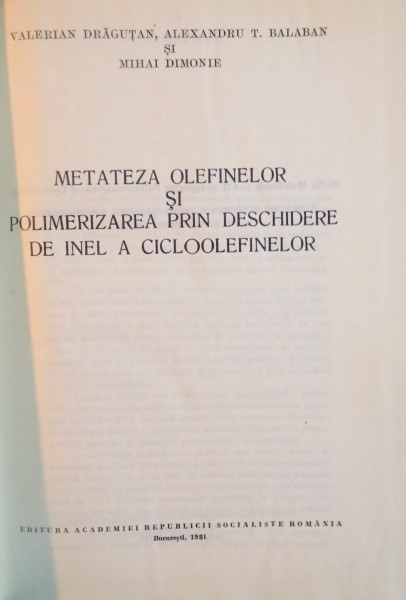 VALERIAN DRĂGUȚAN, ALEXANDRU T. BALABAN
ȘI
MIHAI DIMONIE
METATEZA OLEFINELOR
ȘI
POLIMERIZAREA PRIN DESCHIDERE
DE INEL A CICLOOLEFINELOR
EDITURA ACADEMIEI REPUBLICII SOCIALISTE ROMÂNIA
București, 1981